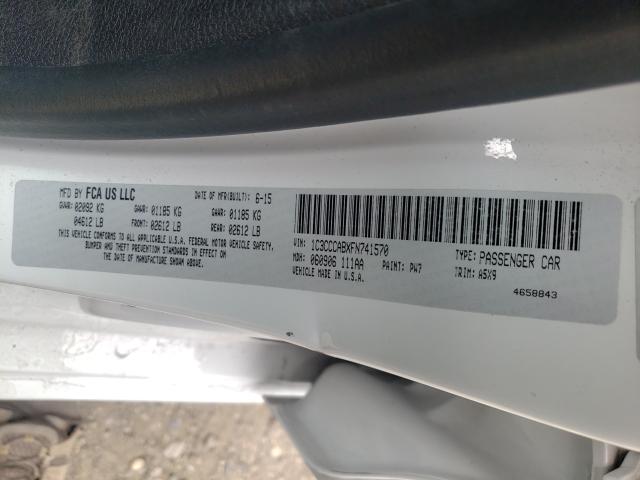 MFD BY FCA US LLC DATE OF MFR(BUILT): 6-15
GVWR: 02092 KG GAWR: 01185 KG GAWR: 01185 KG
04612 LB FRONT: 02612 LB REAR: 02612 LB
THIS VEHICLE CONFORMS TO ALL APPLICABLE U.S.A. FEDERAL MOTOR VEHICLE SAFETY,
BUMPER AND THEFT PREVENTION STANDARDS IN EFFECT ON
THE DATE OF MANUFACTURE SHOWN ABOVE.
VIN: 1C3CCCABXFN741570 TYPE: PASSENGER CAR
MDH: 060906 111AA PAINT: PW7 TRIM: A5X9
VEHICLE MADE IN U.S.A.
4658843